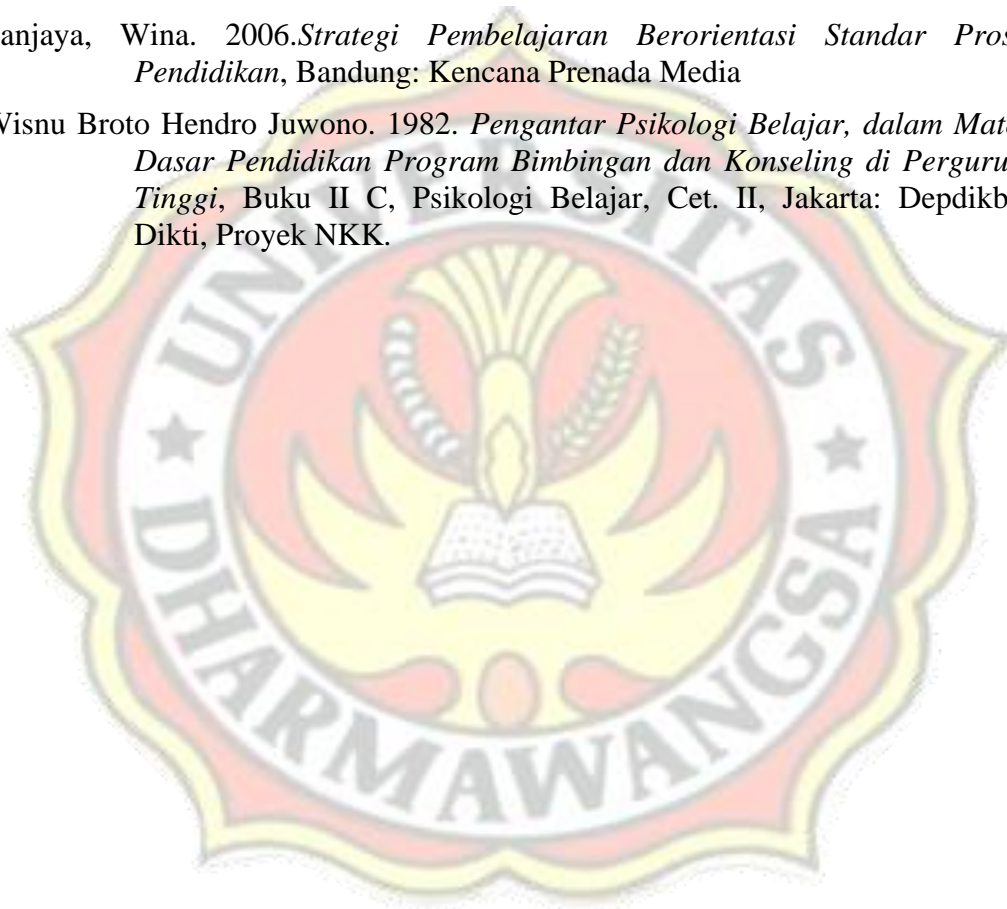 anjaya, Wina. 2006.Strategi Pembelajaran Berorientasi Standar Pros
Pendidikan, Bandung: Kencana Prenada Media
Visnu Broto Hendro Juwono. 1982. Pengantar Psikologi Belajar, dalam Mate
Dasar Pendidikan Program Bimbingan dan Konseling di Perguru
Tinggi, Buku II C, Psikologi Belajar, Cet. II, Jakarta: Depdikb
Dikti, Proyek NKK.
UNIVERSITAS
DHARMAWANGSA